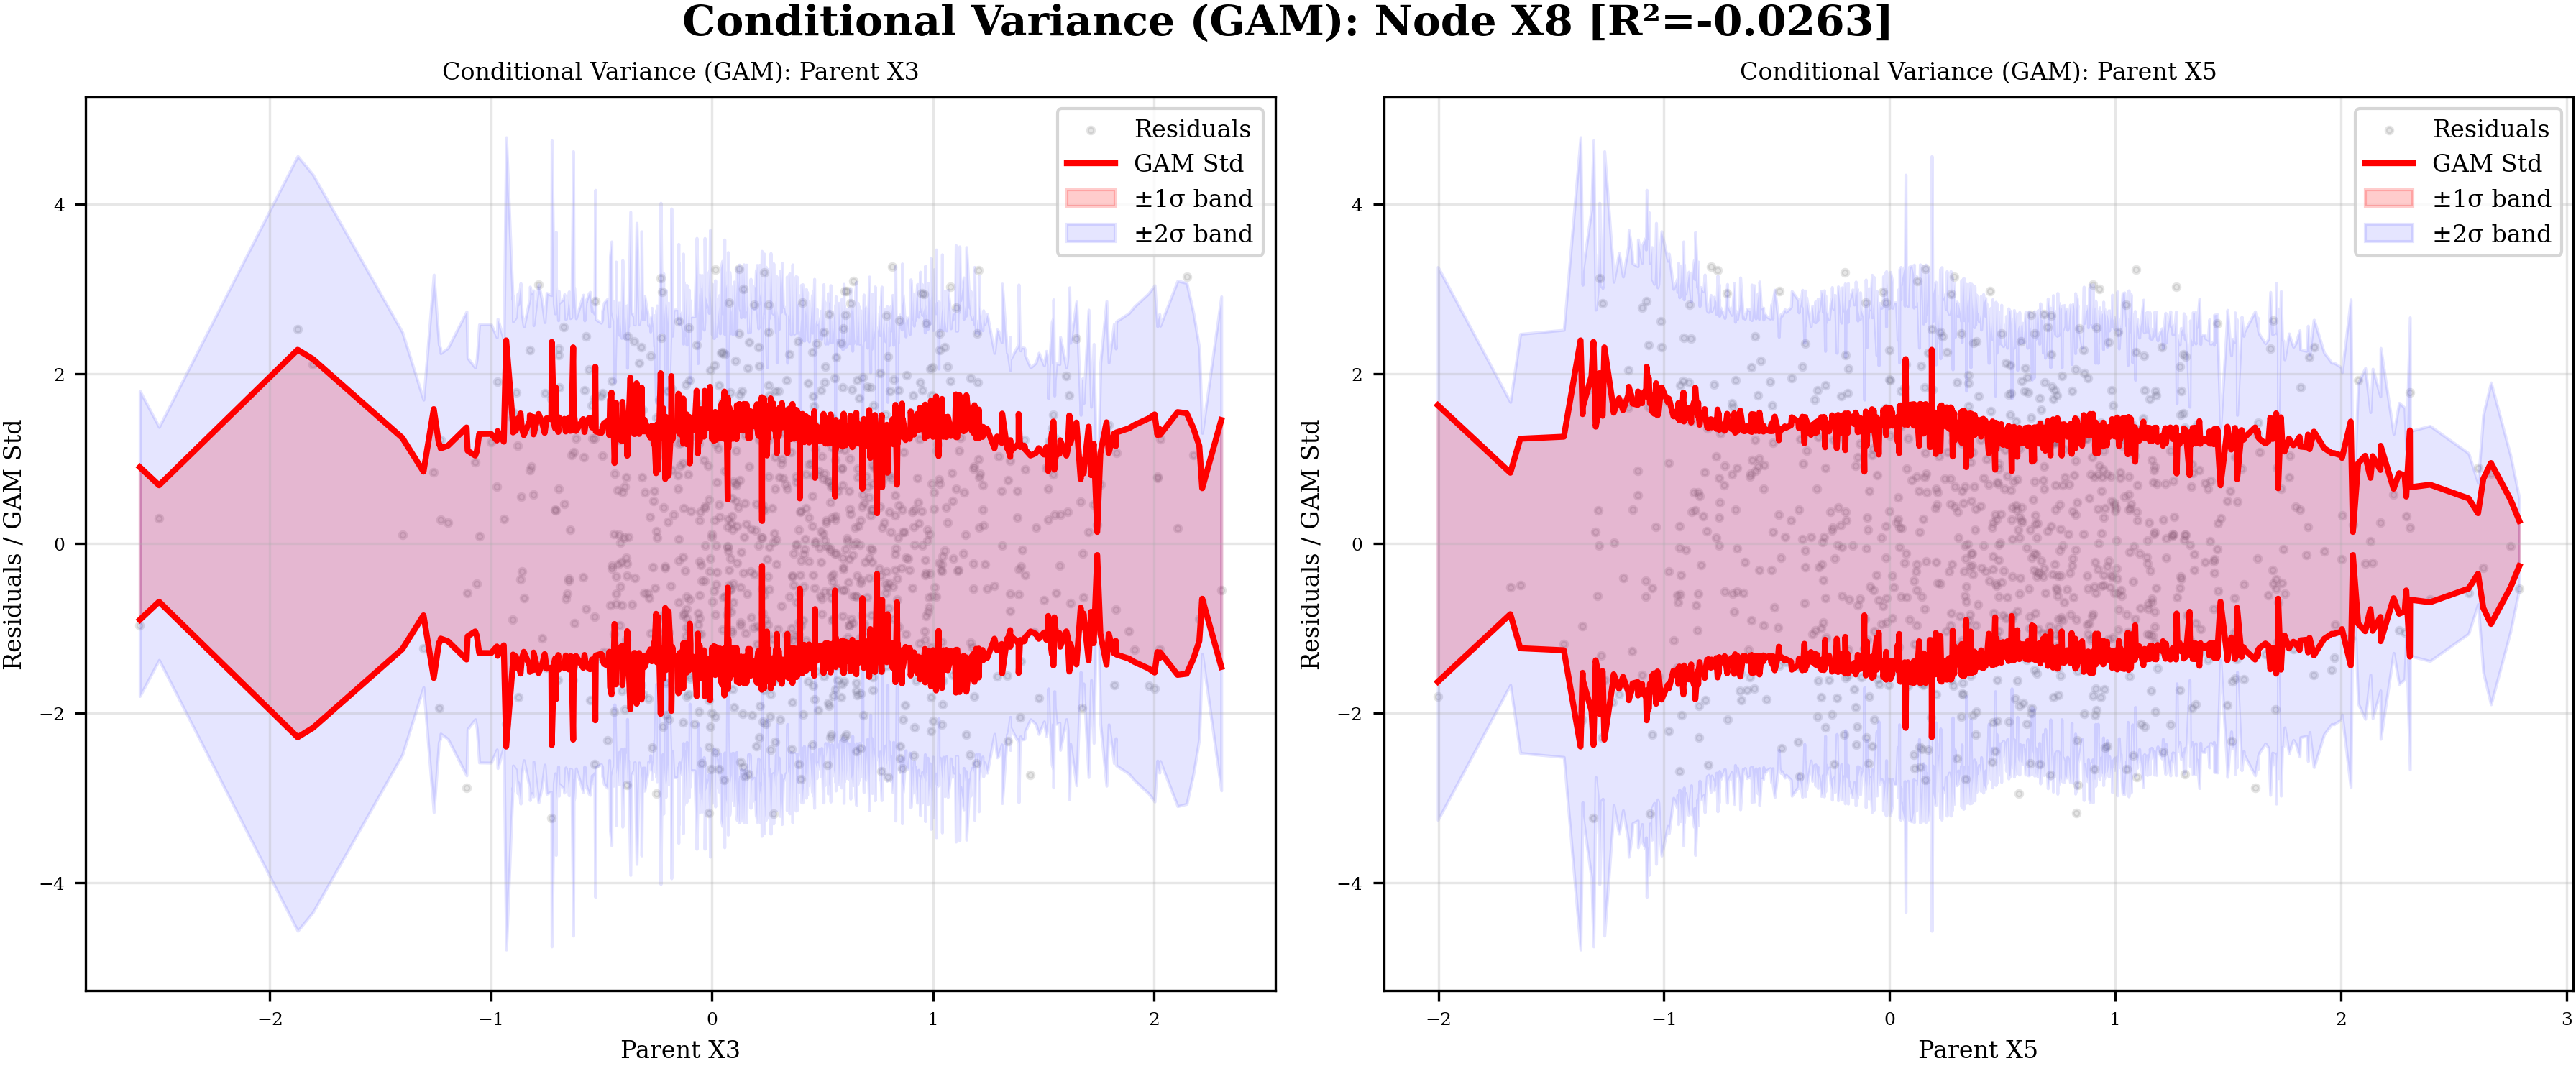 Conditional Variance (GAM): Node X8 [R²=-0.0263]
Conditional Variance (GAM): Parent X3
Residuals / GAM Std
4
2
0
−2
−4
Residuals
GAM Std
±1σ band
±2σ band
−2
−1
0
1
2
Parent X3
Conditional Variance (GAM): Parent X5
Residuals / GAM Std
4
2
0
−2
−4
Residuals
GAM Std
±1σ band
±2σ band
−2
−1
0
1
2
3
Parent X5